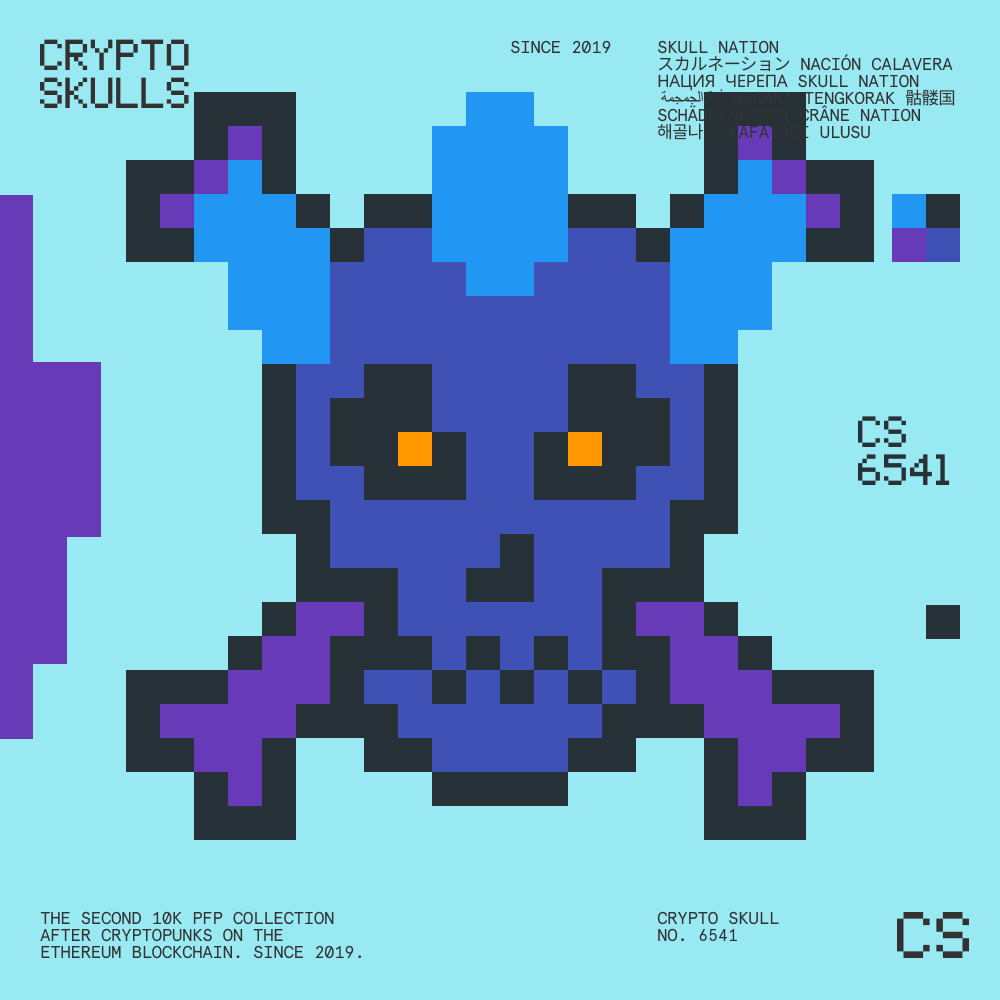 CRYPTO
SKULLS
SINCE 2019
SKULL NATION
スカルネーション NACIÓN CALAVERA
НАЦИЯ ЧЕРЕПА SKULL NATION
TENGKORAK 骷髅国
CRÂNE NATION
ULUSU
CS
6541
THE SECOND 10K PFP COLLECTION
AFTER CRYPTOPUNKS ON THE
ETHEREUM BLOCKCHAIN. SINCE 2019.
CRYPTO SKULL
NO. 6541
CS